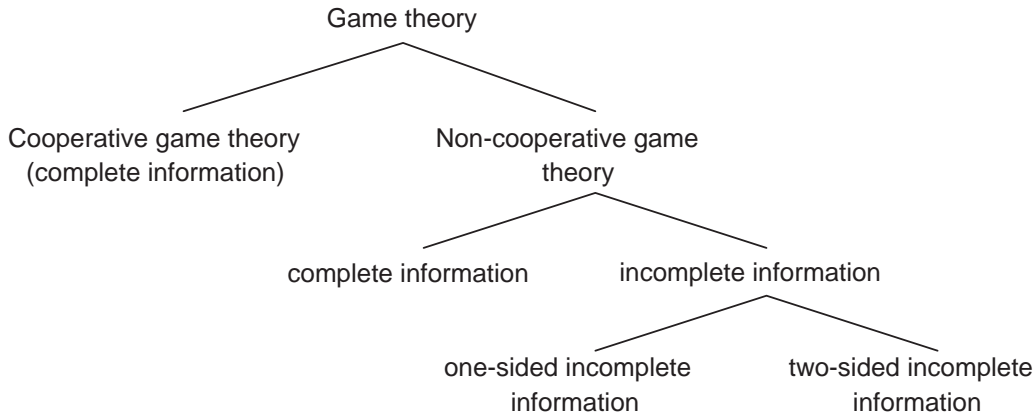 Game theory
Cooperative game theory
(complete information)
Non-cooperative game
theory
complete information
incomplete information
one-sided incomplete
information
two-sided incomplete
information